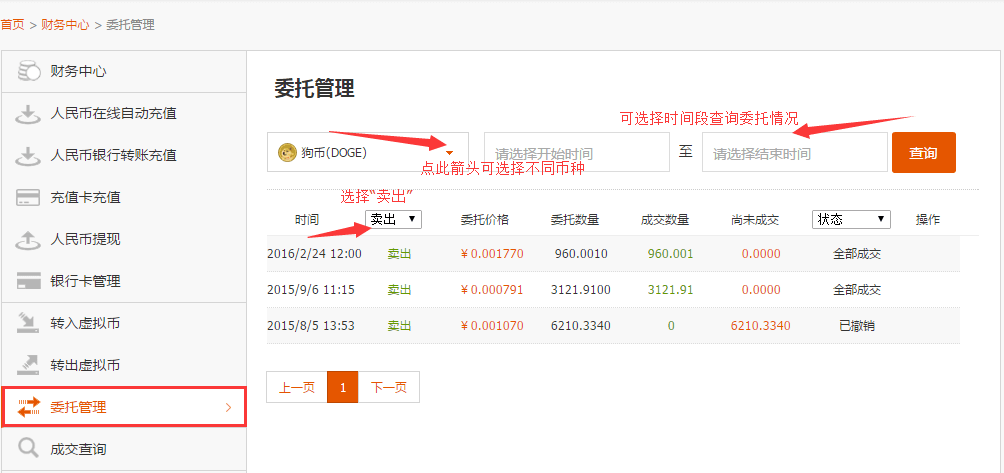 首页 > 财务中心 > 委托管理
财务中心
人民币在线自动充值
人民币银行转账充值
充值卡充值
人民币提现
银行卡管理
转入虚拟币
转出虚拟币
委托管理
成交查询
委托管理
可选择时间段查询委托情况
狗币(DOGE) 请选择开始时间 至 请选择结束时间 查询
点此箭头可选择不同币种
选择“卖出”
时间 卖出 委托价格 委托数量 成交数量 尚未成交 状态 操作
2016/2/24 12:00 卖出 ¥0.001770 960.0010 960.001 0.0000 全部成交
2015/9/6 11:15 卖出 ¥0.000791 3121.9100 3121.91 0.0000 全部成交
2015/8/5 13:53 卖出 ¥0.001070 6210.3340 0 6210.3340 已撤销
上一页 1 下一页